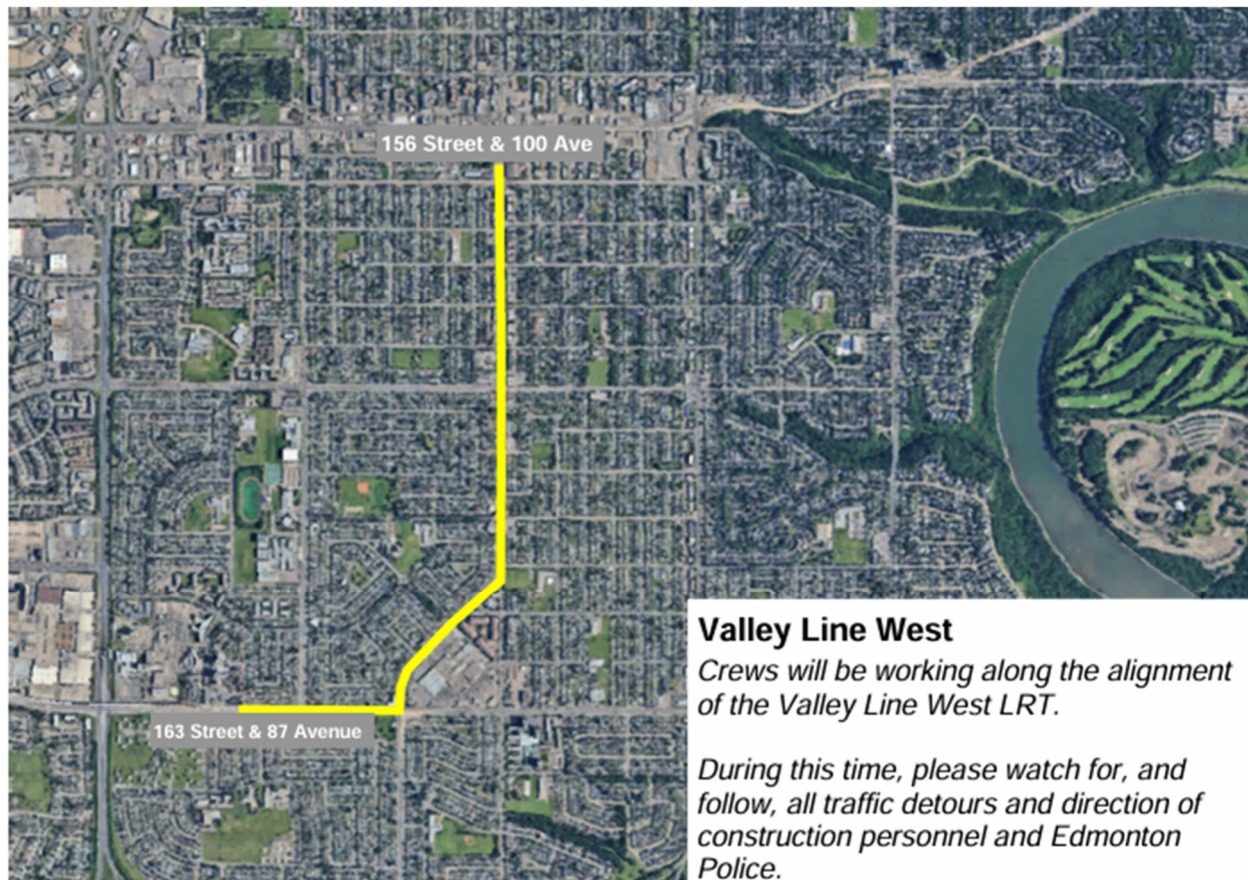 156 Street & 100 Ave
163 Street & 87 Avenue
Valley Line West
Crews will be working along the alignment
of the Valley Line West LRT.
During this time, please watch for, and
follow, all traffic detours and direction of
construction personnel and Edmonton
Police.